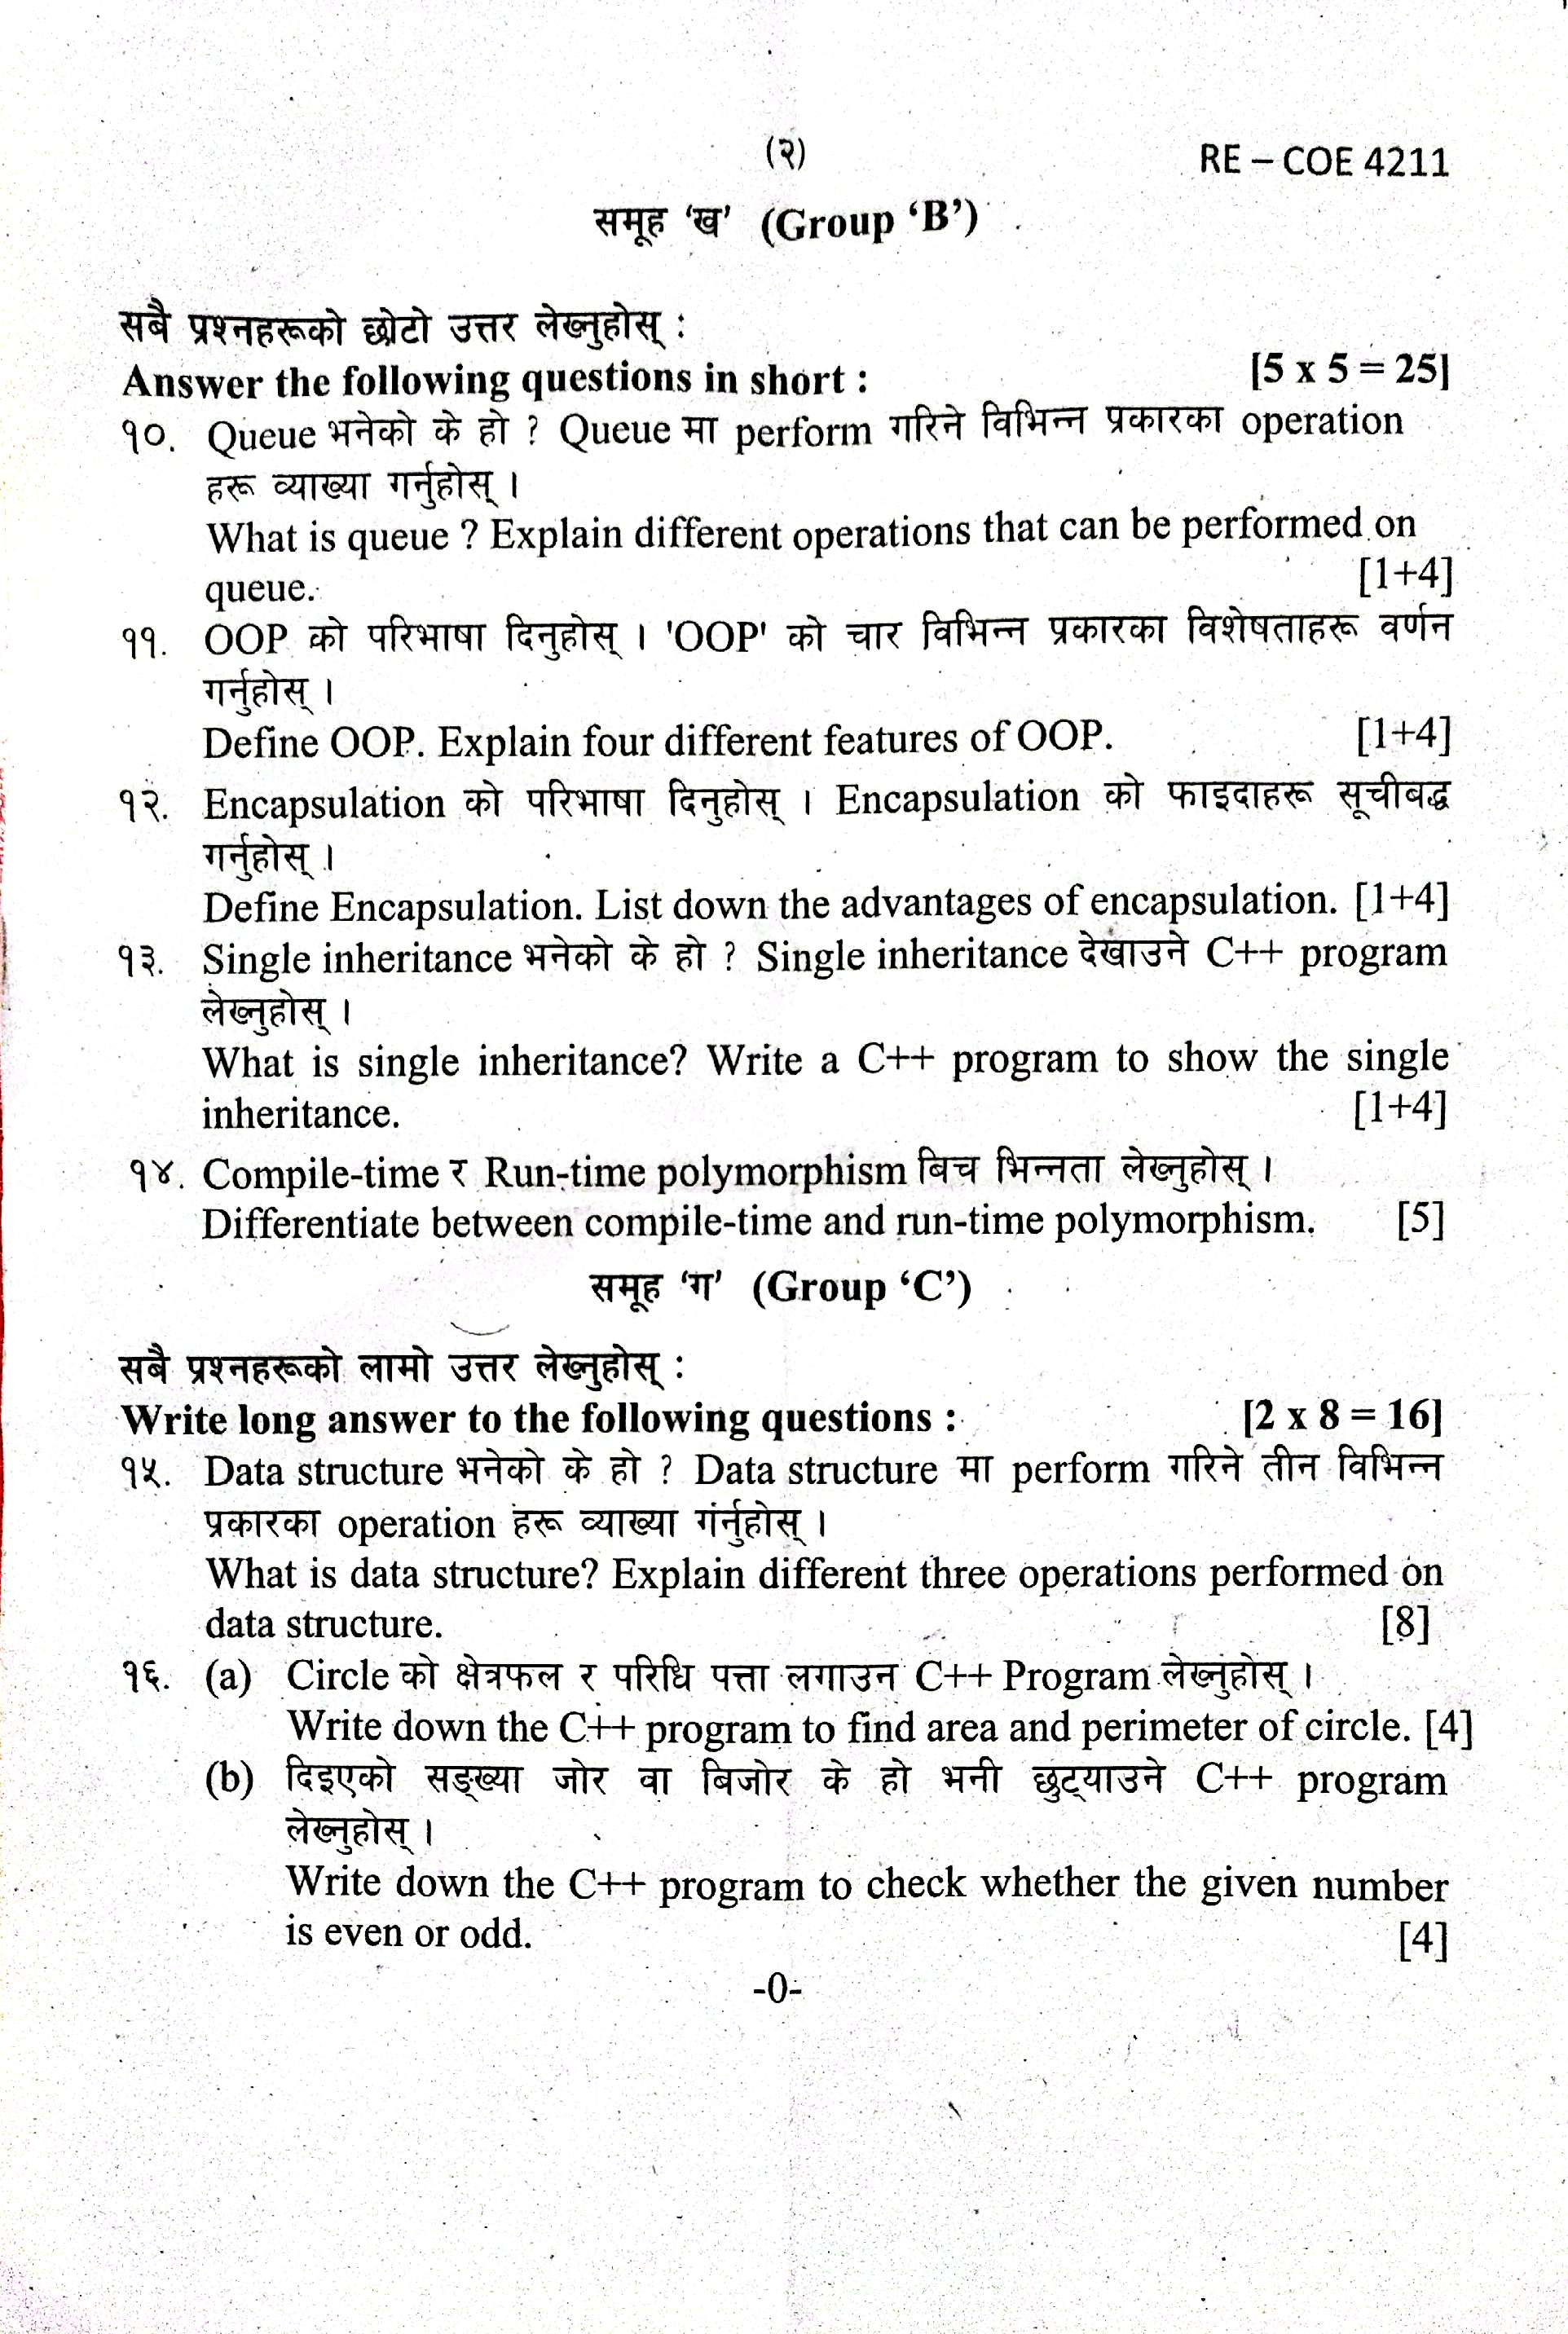 (२)
RE – COE 4211
समूह ‘ख’ (Group ‘B’)
सबै प्रश्नहरूको छोटो उत्तर लेख्नुहोस् :
Answer the following questions in short : [5 x 5 = 25]
१०. Queue भनेको के हो ? Queue मा perform गरिने विभिन्न प्रकारका operation
हरू व्याख्या गर्नुहोस् ।
What is queue ? Explain different operations that can be performed on
queue. [1+4]
११. OOP को परिभाषा दिनुहोस् । 'OOP' को चार विभिन्न प्रकारका विशेषताहरू वर्णन
गर्नुहोस् ।
Define OOP. Explain four different features of OOP. [1+4]
१२. Encapsulation को परिभाषा दिनुहोस् । Encapsulation को फाइदाहरू सूचीबद्ध
गर्नुहोस् ।
Define Encapsulation. List down the advantages of encapsulation. [1+4]
१३. Single inheritance भनेको के हो ? Single inheritance देखाउने C++ program
लेख्नुहोस् ।
What is single inheritance? Write a C++ program to show the single
inheritance. [1+4]
१४. Compile-time र Run-time polymorphism बिच भिन्नता लेख्नुहोस् ।
Differentiate between compile-time and run-time polymorphism. [5]
समूह ‘ग’ (Group ‘C’)
सबै प्रश्नहरूको लामो उत्तर लेख्नुहोस् :
Write long answer to the following questions : [2 x 8 = 16]
१५. Data structure भनेको के हो ? Data structure मा perform गरिने तीन विभिन्न
प्रकारका operation हरू व्याख्या गर्नुहोस् ।
What is data structure? Explain different three operations performed on
data structure. [8]
१६. (a) Circle को क्षेत्रफल र परिधि पत्ता लगाउन C++ Program लेख्नुहोस् ।
Write down the C++ program to find area and perimeter of circle. [4]
(b) दिइएको सङ्ख्या जोर वा बिजोर के हो भनी छुट्याउने C++ program
लेख्नुहोस् ।
Write down the C++ program to check whether the given number
is even or odd. [4]
-0-